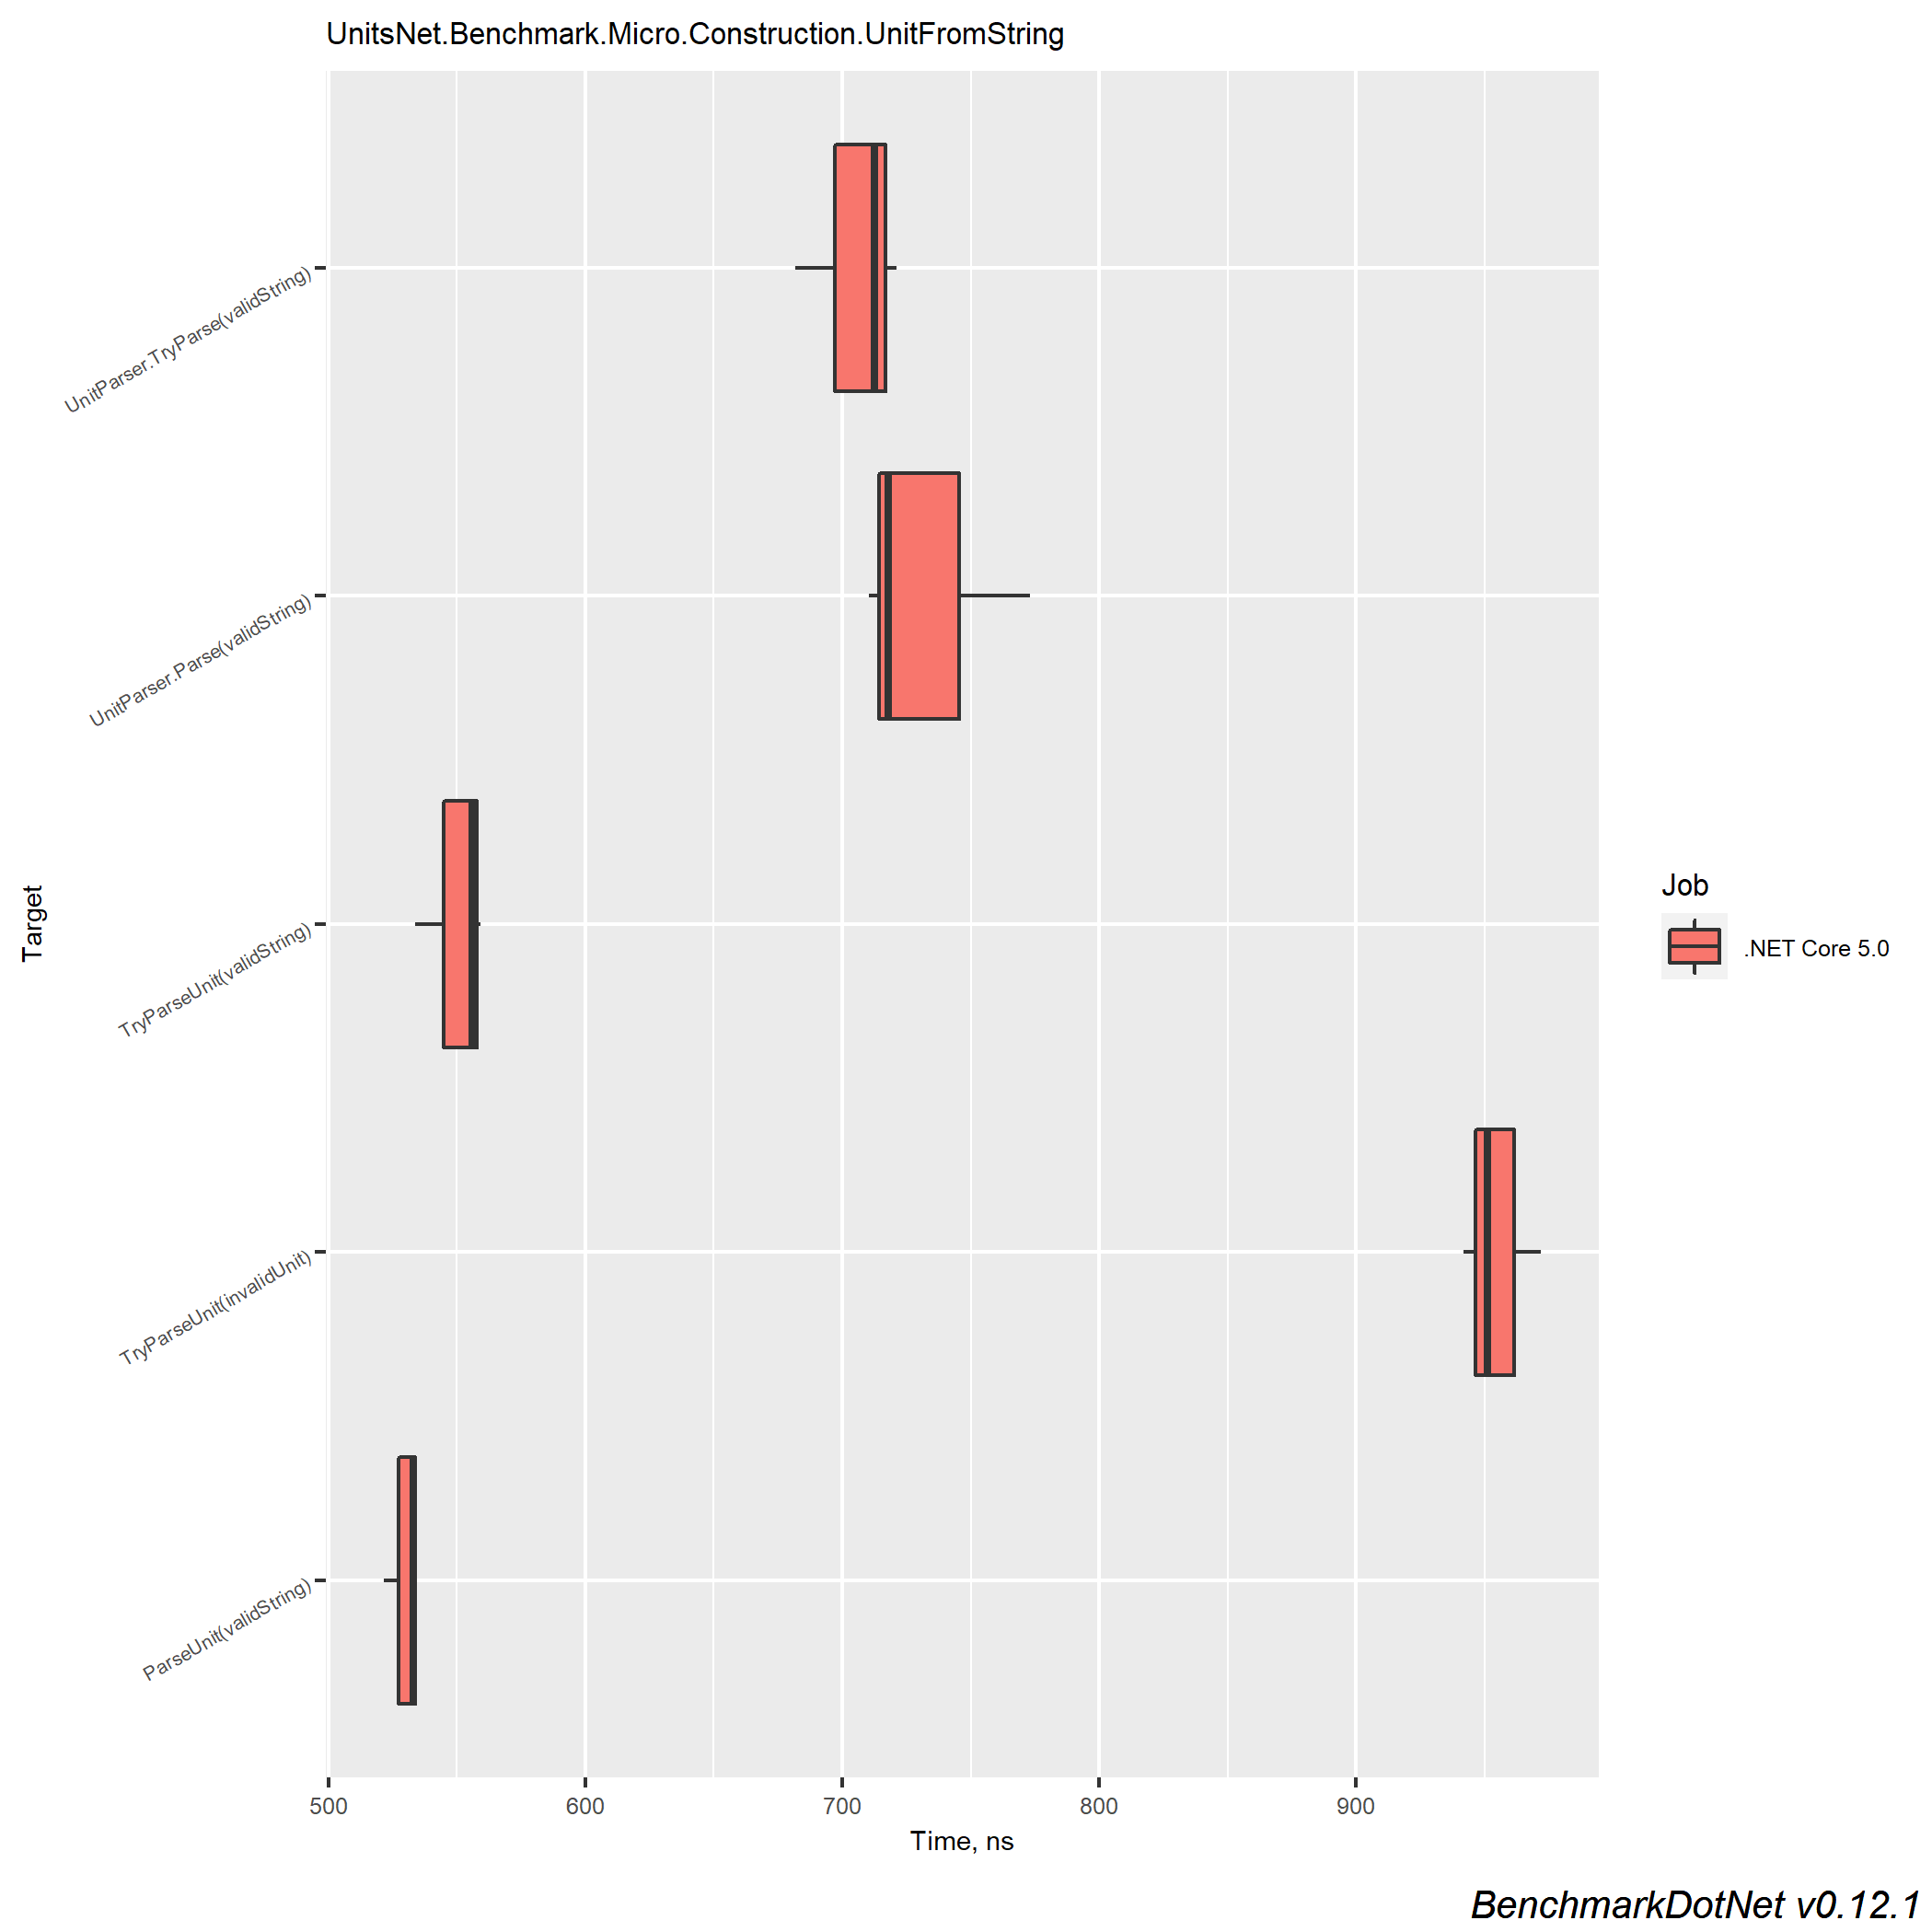 UnitsNet.Benchmark.Micro.Construction.UnitFromString
UnitParser.TryParse(validString)
UnitParser.Parse(validString)
TryParseUnit(validString)
TryParseUnit(invalidUnit)
ParseUnit(validString)
Target
500 600 700 800 900
Time, ns
Job
.NET Core 5.0
BenchmarkDotNet v0.12.1